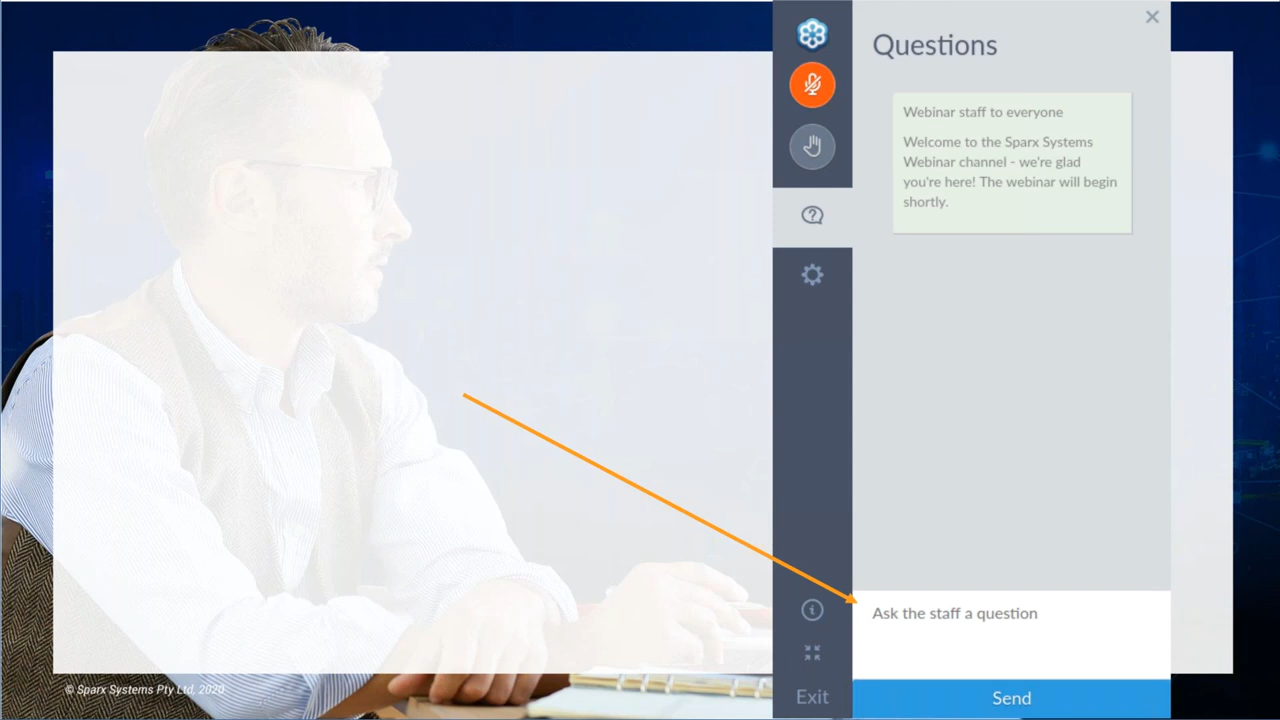 Questions
Webinar staff to everyone
Welcome to the Sparx Systems
Webinar channel - we're glad
you're here! The webinar will begin
shortly.
Ask the staff a question
Exit
Send
© Sparx Systems Pty Ltd, 2020